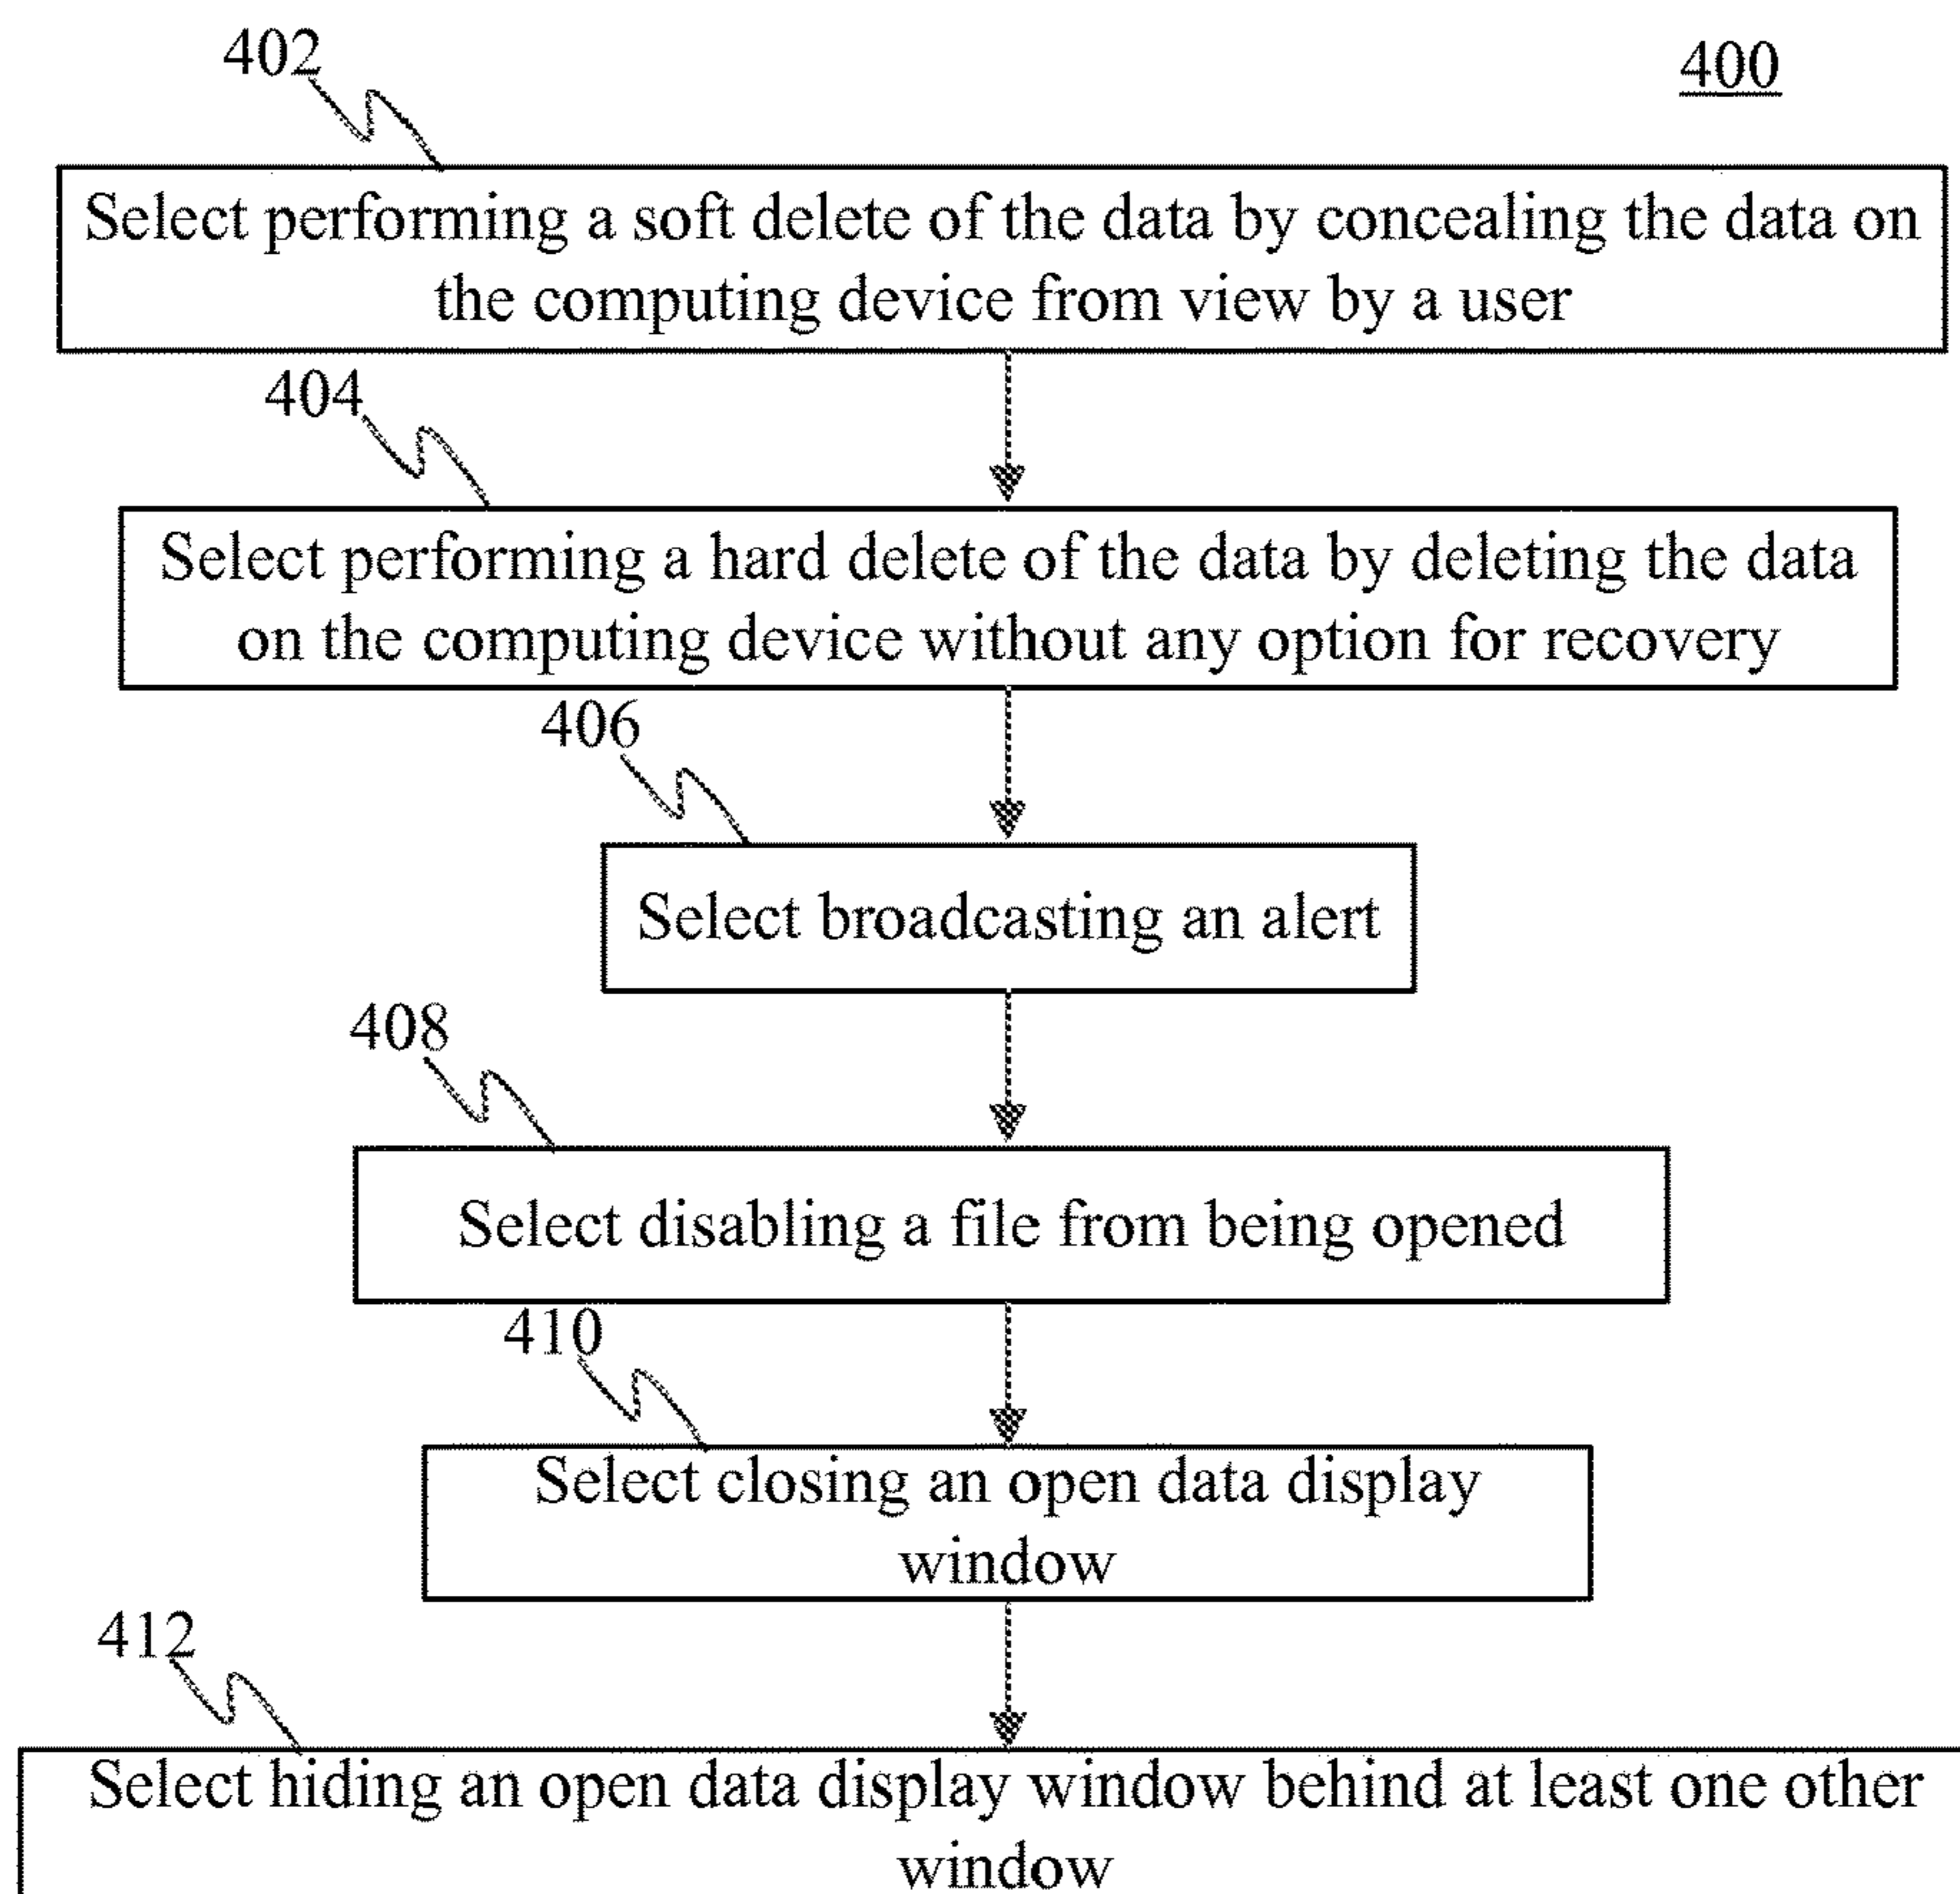 402
400
Select performing a soft delete of the data by concealing the data on
the computing device from view by a user
404
Select performing a hard delete of the data by deleting the data
on the computing device without any option for recovery
406
Select broadcasting an alert
408
Select disabling a file from being opened
410
Select closing an open data display
window
412
Select hiding an open data display window behind at least one other
window